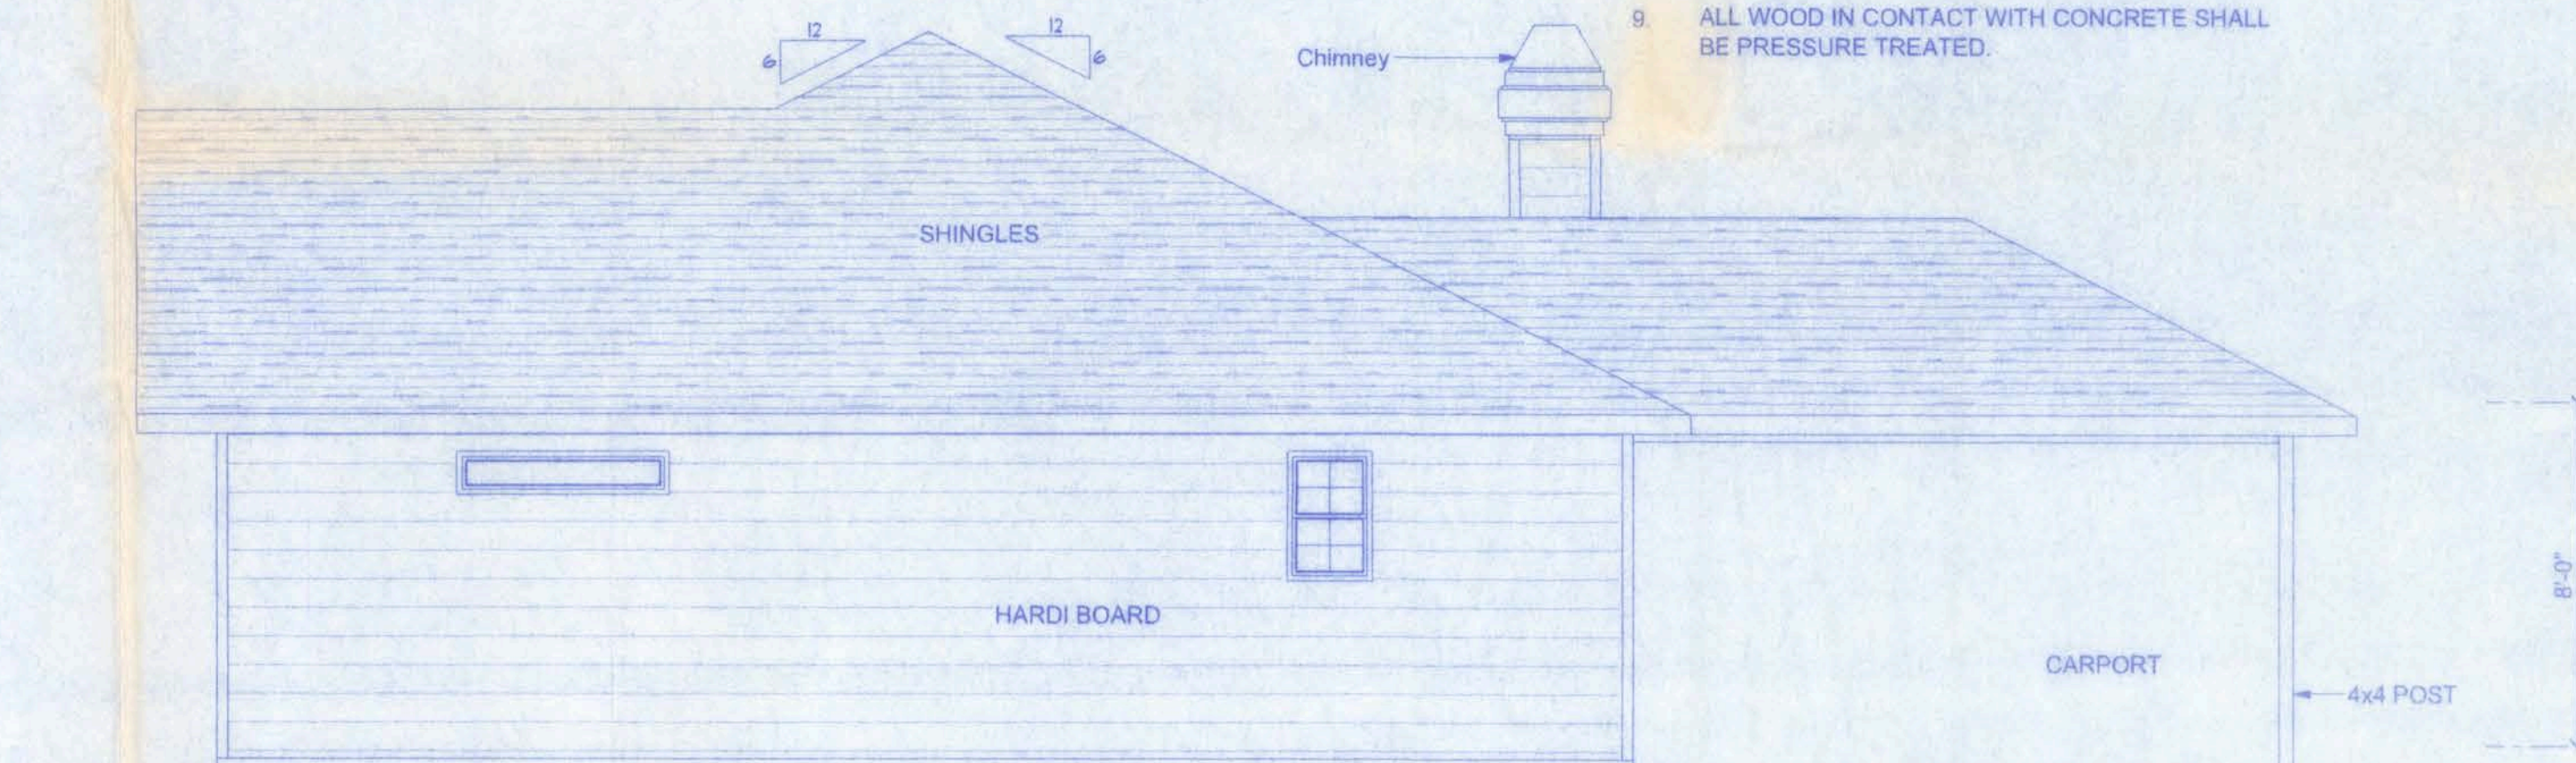 12
6
12
6
Chimney
9. ALL WOOD IN CONTACT WITH CONCRETE SHALL
BE PRESSURE TREATED.
SHINGLES
HARDI BOARD
8'-0"
CARPORT
4x4 POST